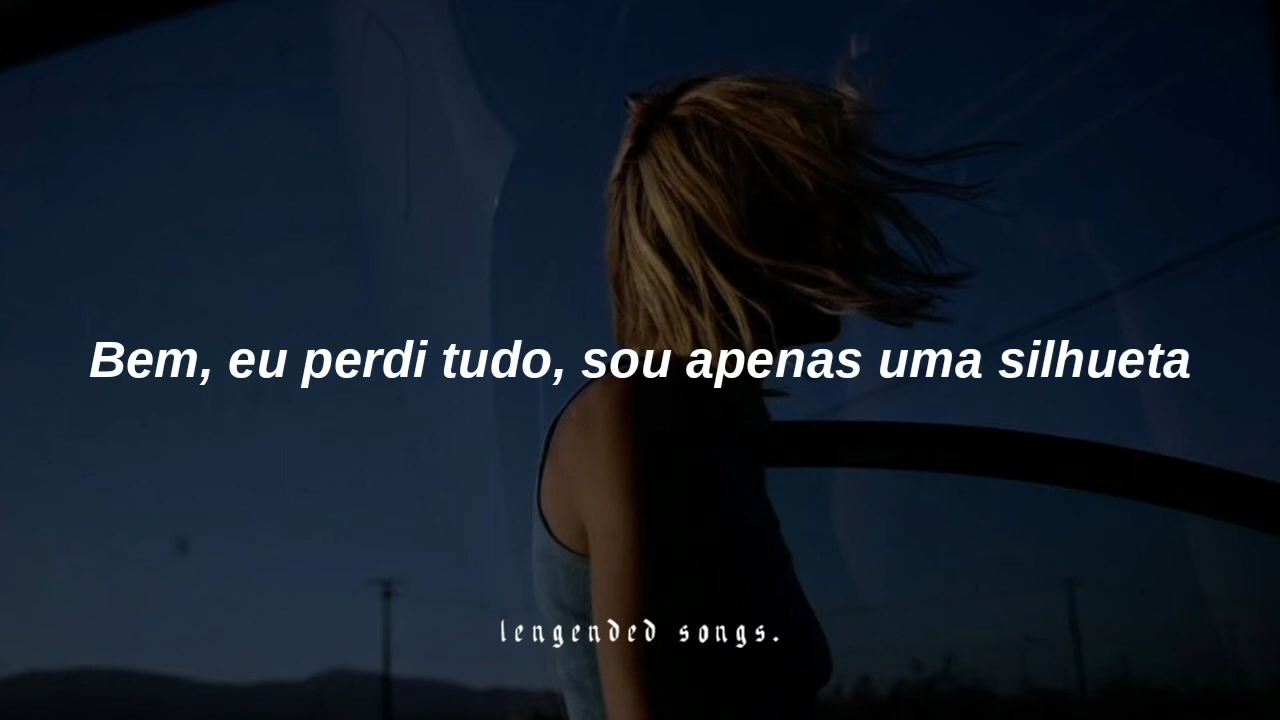 Bem, eu perdi tudo, sou apenas uma silhueta
lengended songs.